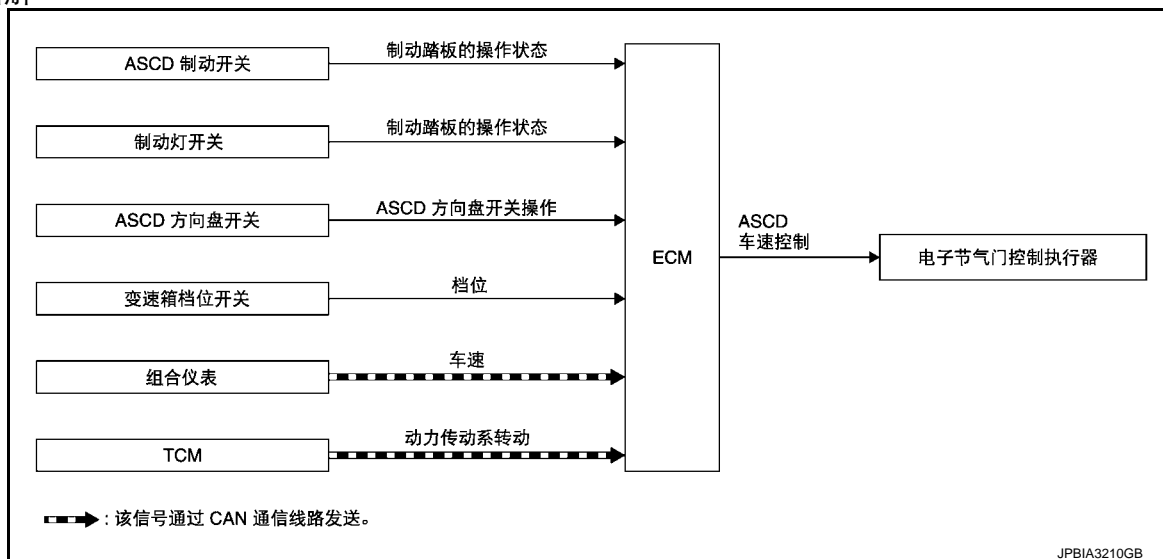 ASCD 制动开关
制动踏板的操作状态
制动灯开关
制动踏板的操作状态
ASCD 方向盘开关
ASCD 方向盘开关操作
变速箱档位开关
档位
组合仪表
车速
TCM
动力传动系转动
ECM
ASCD
车速控制
电子节气门控制执行器
: 该信号通过 CAN 通信线路发送。
JPBIA3210GB